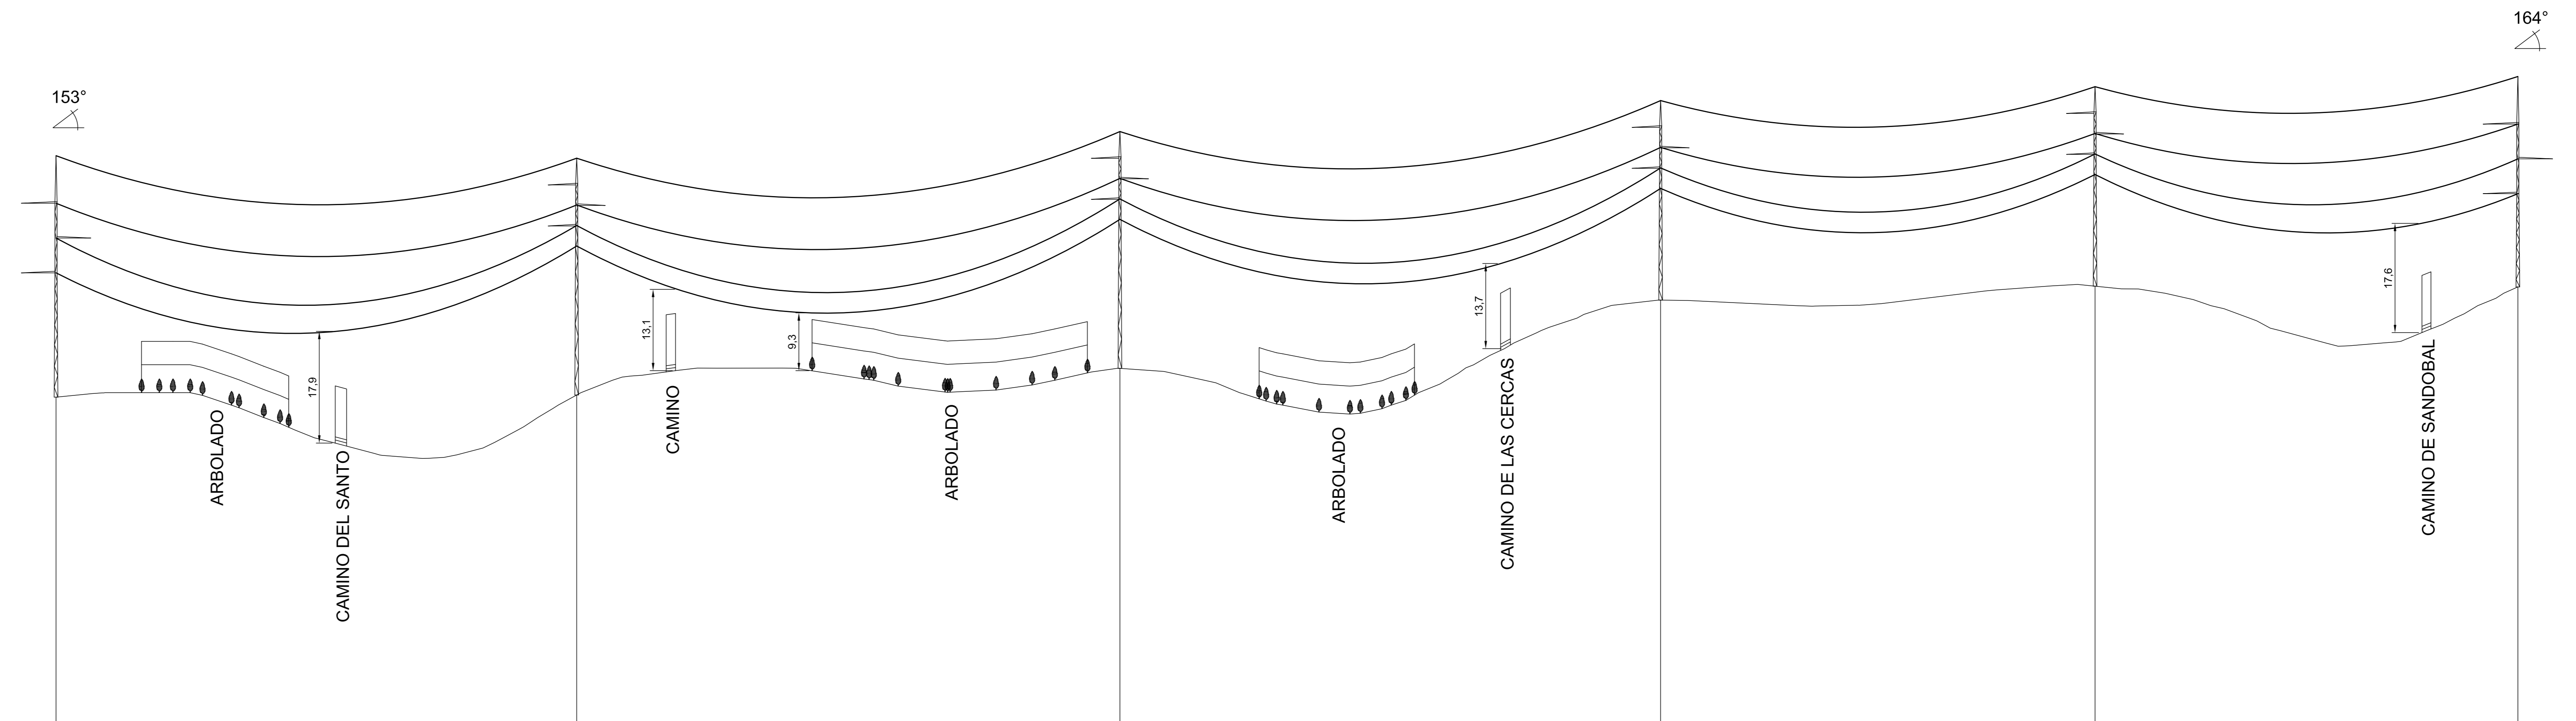 164°
153°
17,6
13,7
13,1
9,3
17,9
CAMINO
ARBOLADO
CAMINO DE LAS CERCAS
CAMINO DE SANDOBAL
ARBOLADO
CAMINO DEL SANTO
ARBOLADO